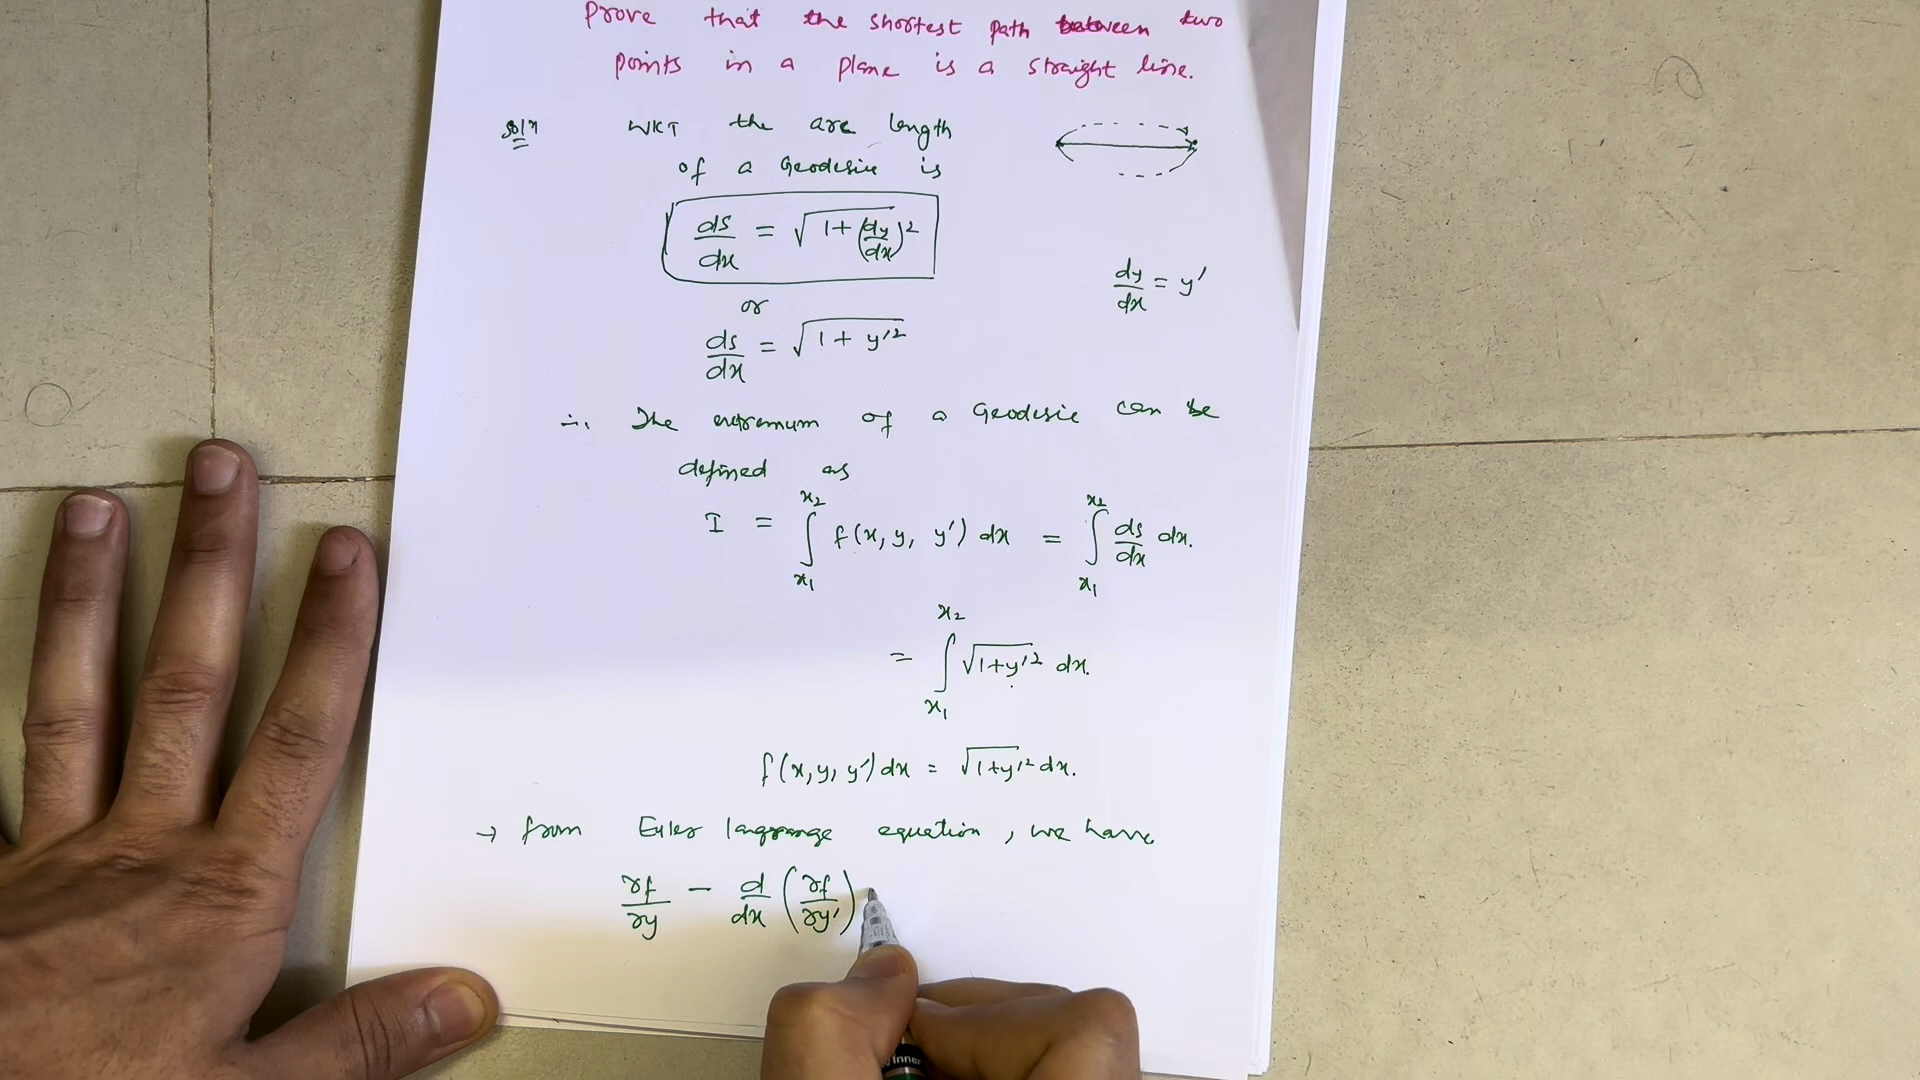 Prove that the shortest path between two
points in a plane is a straight line.
Soln WKT the arc length
of a Geodesic is
ds/dx = √1+(dy/dx)²
dy/dx = y'
or
ds/dx = √1 + y'²
∴ The extremum of a Geodesic can be
defined as
I = ∫_{x₁}^{x₂} f(x, y, y') dx = ∫_{x₁}^{x₂} ds/dx dx.
= ∫_{x₁}^{x₂} √1+y'² dx.
f(x, y, y')dx = √1+y'² dx.
→ from Euler lagrange equation, we have
∂f/∂y - d/dx (∂f/∂y')
inner